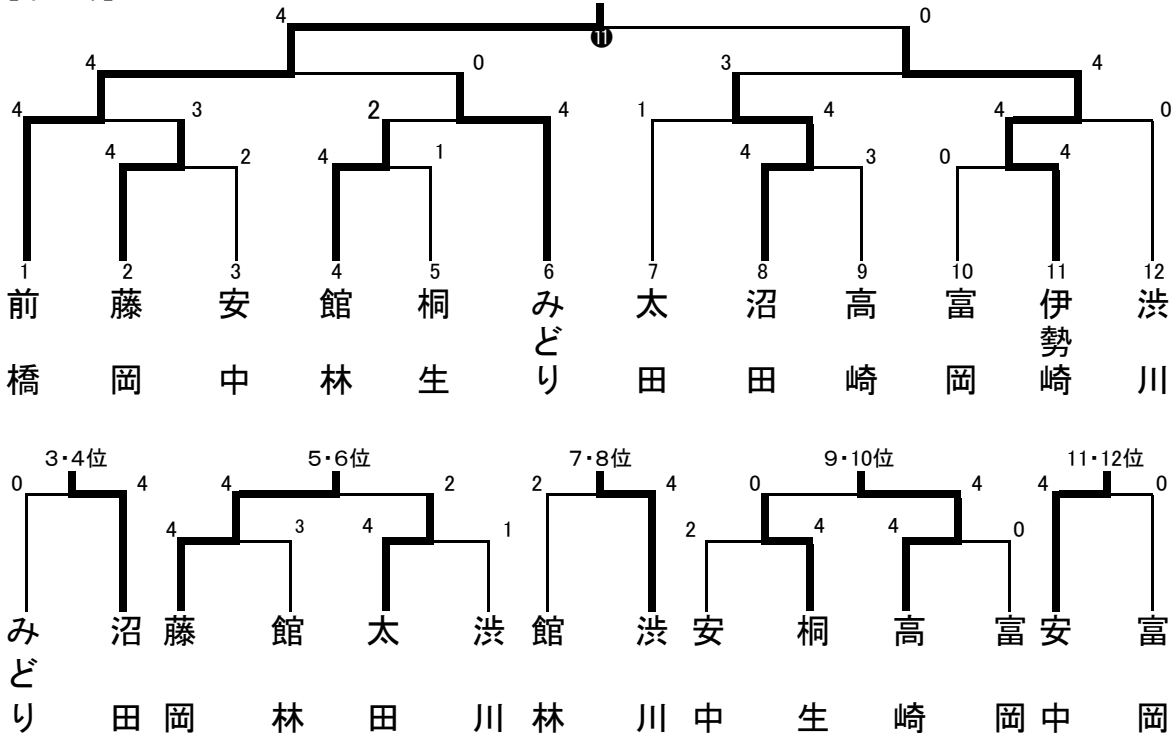 4 0
⓫
4 0 3 4
4 3 2 4 1 4 4 0
4 2 4 1 4 3 0 4
1 2 3 4 5 6 7 8 9 10 11 12
前橋 藤岡 安中 館林 桐生 みどり 太田 沼田 高崎 富岡 伊勢崎 渋川
3・4位 5・6位 7・8位 9・10位 11・12位
0 4 4 2 2 4 0 4 4 0
4 3 4 1 2 4 4 0
みどり 沼田 藤岡 館林 太田 渋川 館林 渋川 安中 桐生 高崎 富岡 安中 富岡